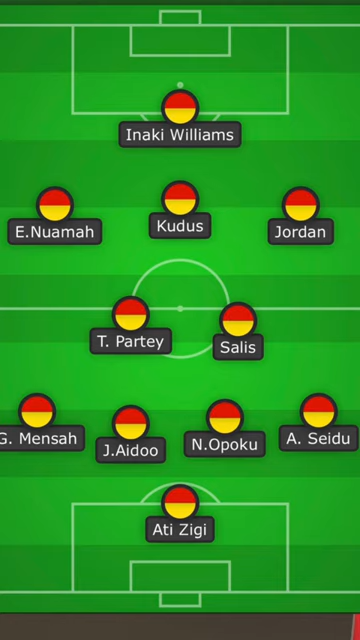 Inaki Williams
E.Nuamah
Kudus
Jordan
T. Partey
Salis
G. Mensah
J.Aidoo
N.Opoku
A. Seidu
Ati Zigi